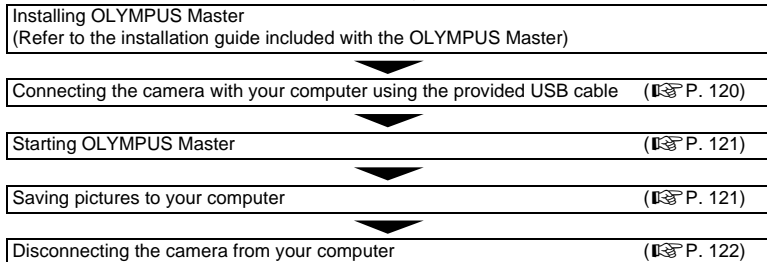 Installing OLYMPUS Master
(Refer to the installation guide included with the OLYMPUS Master)
Connecting the camera with your computer using the provided USB cable (☞P. 120)
Starting OLYMPUS Master (☞P. 121)
Saving pictures to your computer (☞P. 121)
Disconnecting the camera from your computer (☞P. 122)